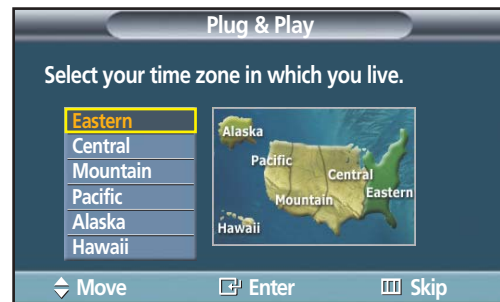 Plug & Play
Select your time zone in which you live.
Eastern
Central
Mountain
Pacific
Alaska
Hawaii
Alaska
Pacific
Central
Eastern
Mountain
Hawaii
Move Enter Skip